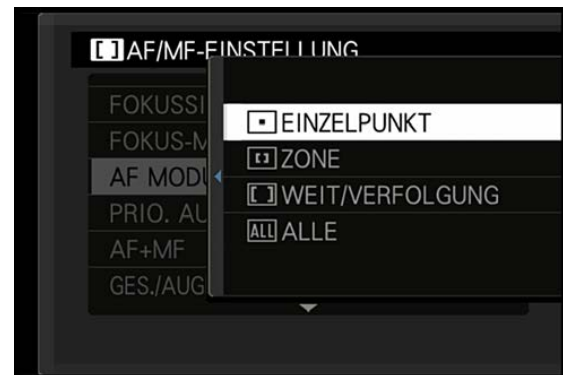 AF/MF-EINSTELLUNG
FOKUSSI
FOKUS-M
AF MODU
PRIO. AU
AF+MF
GES./AUG
EINZELPUNKT
ZONE
WEIT/VERFOLGUNG
ALL ALLE